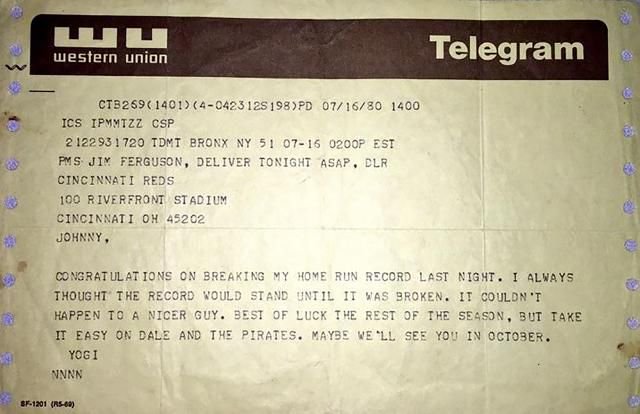 western union
Telegram
CTB269(1401)(4-042312S198)PD 07/16/80 1400
ICS IPMMTZZ CSP
2122931720 TDMT BRONX NY 51 07-16 0200P EST
PMS JIM FERGUSON, DELIVER TONIGHT ASAP, DLR
CINCINNATI REDS
100 RIVERFRONT STADIUM
CINCINNATI OH 45202
JOHNNY,
CONGRATULATIONS ON BREAKING MY HOME RUN RECORD LAST NIGHT. I ALWAYS
THOUGHT THE RECORD WOULD STAND UNTIL IT WAS BROKEN. IT COULDN'T
HAPPEN TO A NICER GUY. BEST OF LUCK THE REST OF THE SEASON, BUT TAKE
IT EASY ON DALE AND THE PIRATES. MAYBE WE'LL SEE YOU IN OCTOBER.
YOGI
NNNN
SF-1201 (R5-69)